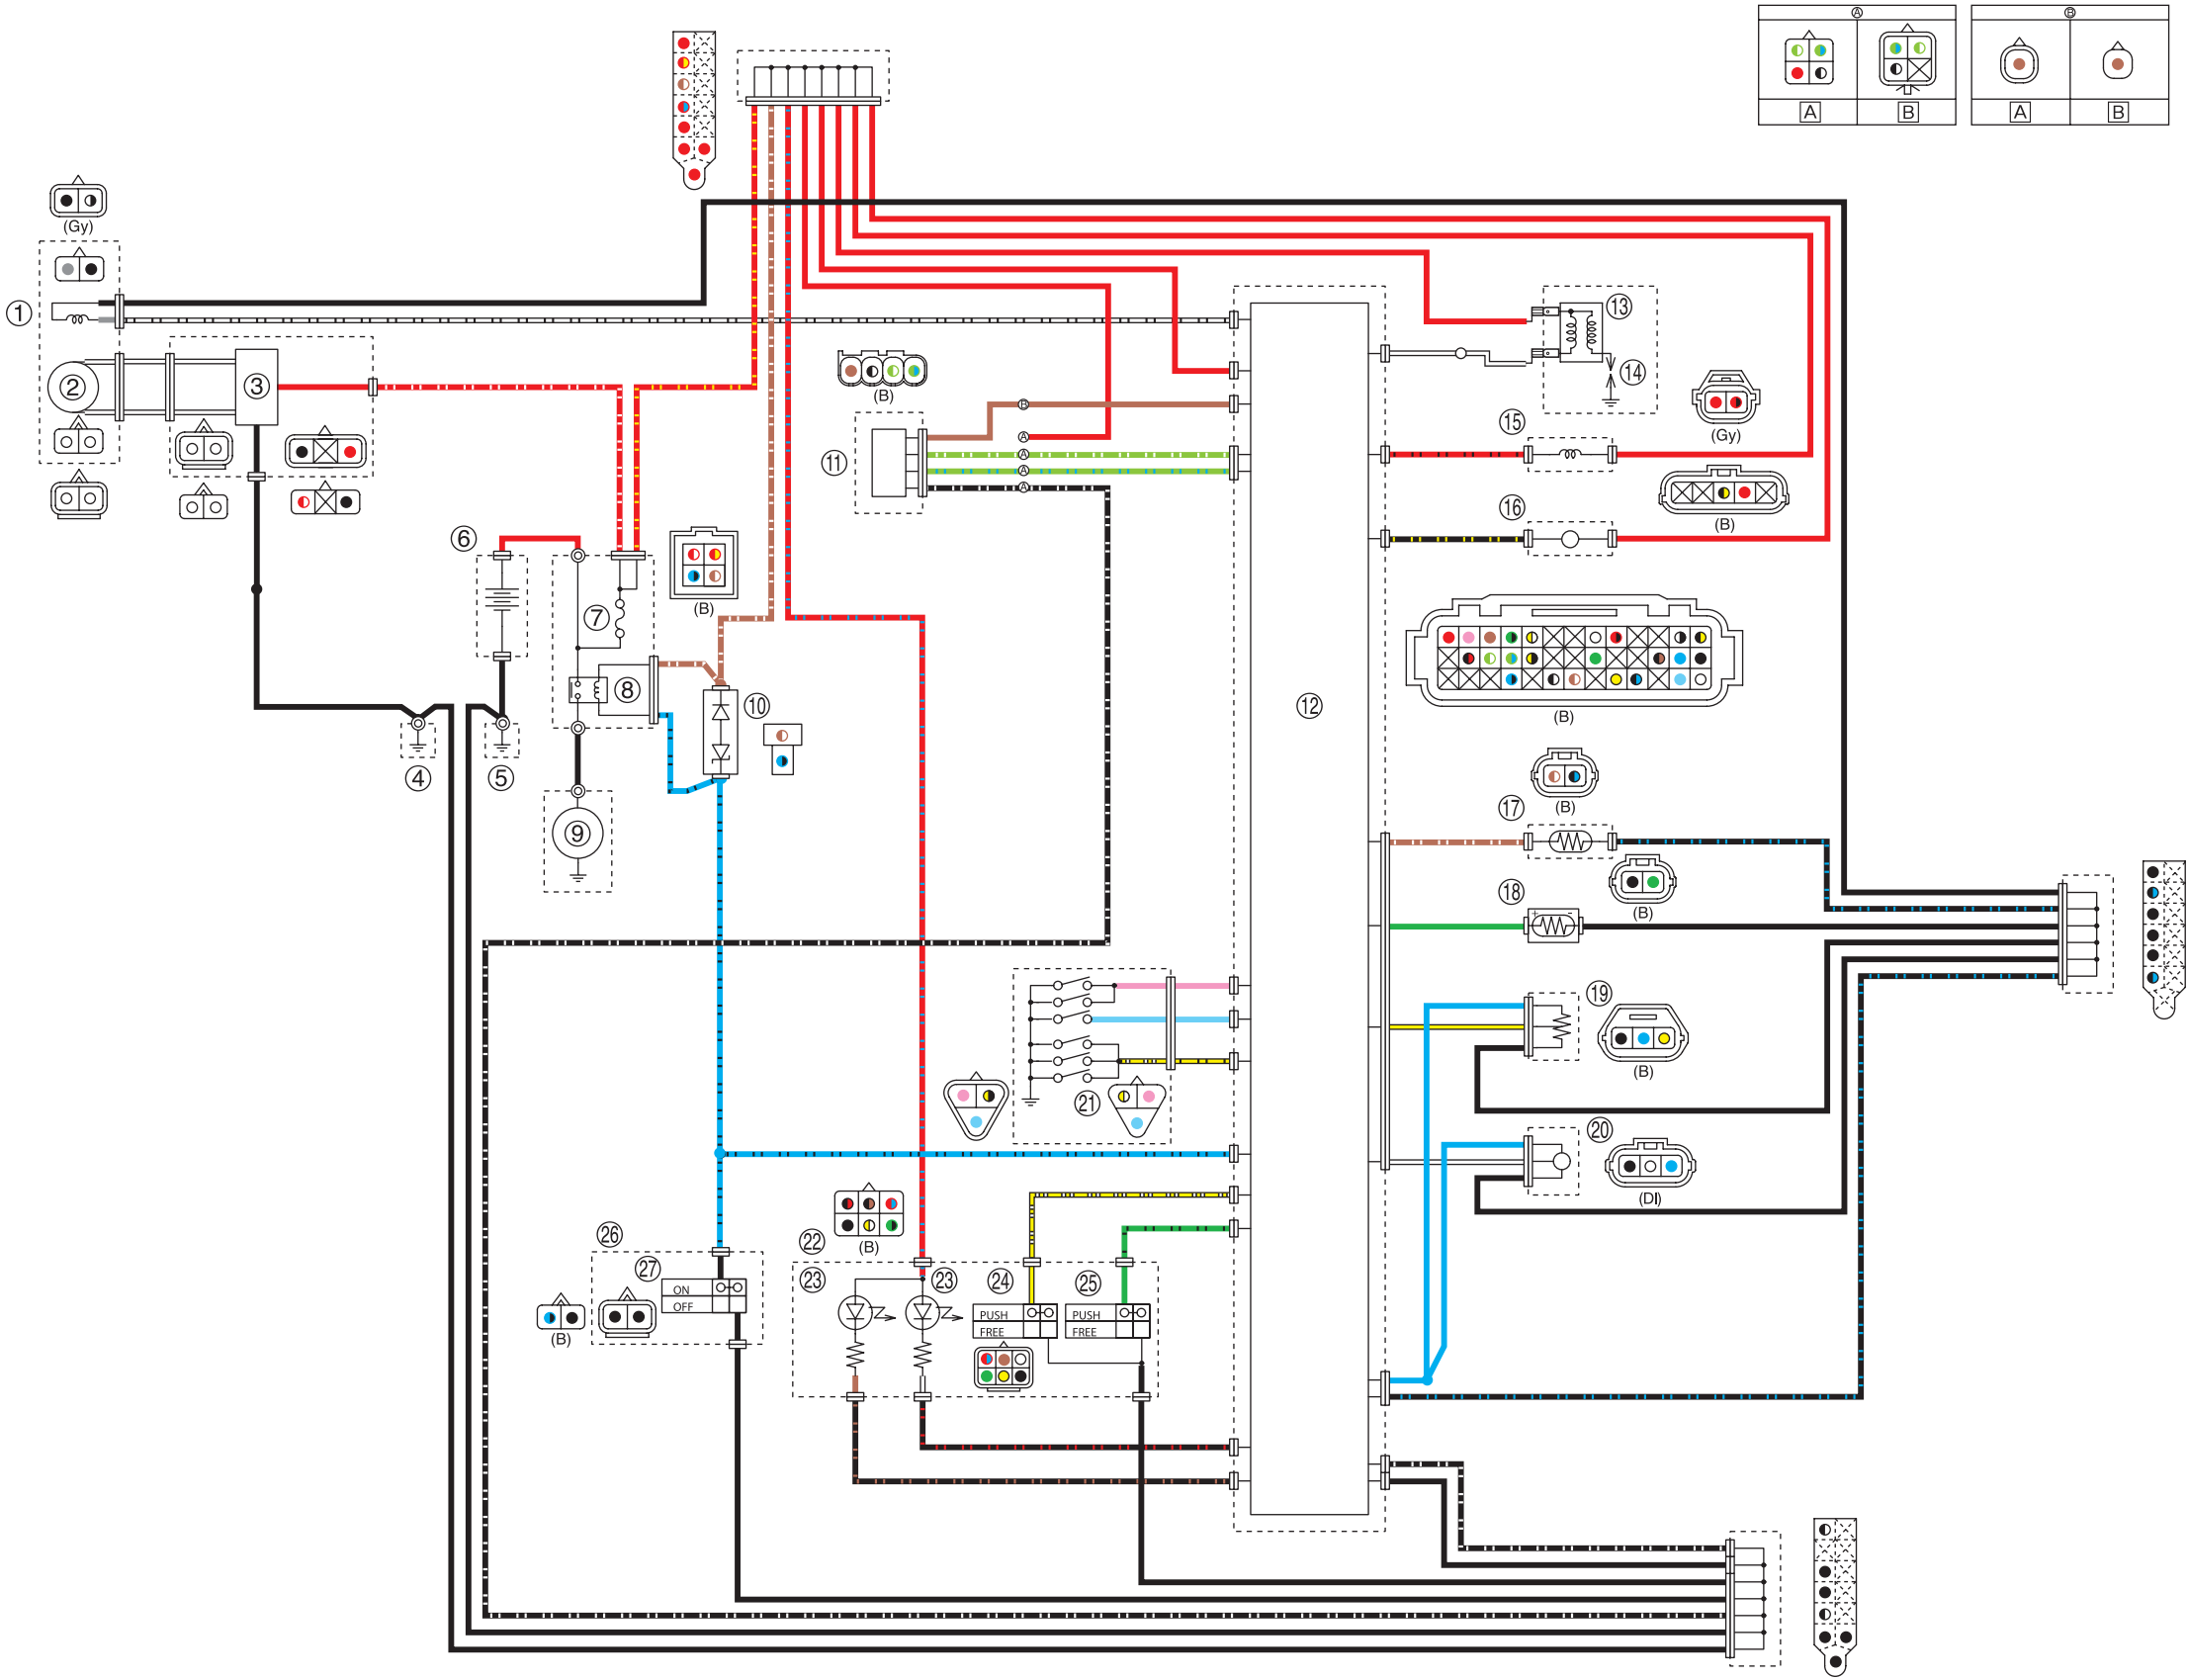 Ⓐ Ⓑ
A B A B
(Gy)
①
②
③
(B)
⑪
Ⓑ
Ⓐ
Ⓐ
Ⓐ
Ⓐ
⑬
⑭
⑮
(Gy)
⑯
(B)
⑥
⑦
(B)
⑧
⑩
④
⑤
⑨
⑫
(B)
⑰
(B)
⑱
+ -
(B)
⑲
(B)
⑳
(DI)
㉑
㉒
(B)
㉖
㉗
ON
OFF
(B)
㉓
㉓
㉔
㉕
PUSH
FREE
PUSH
FREE